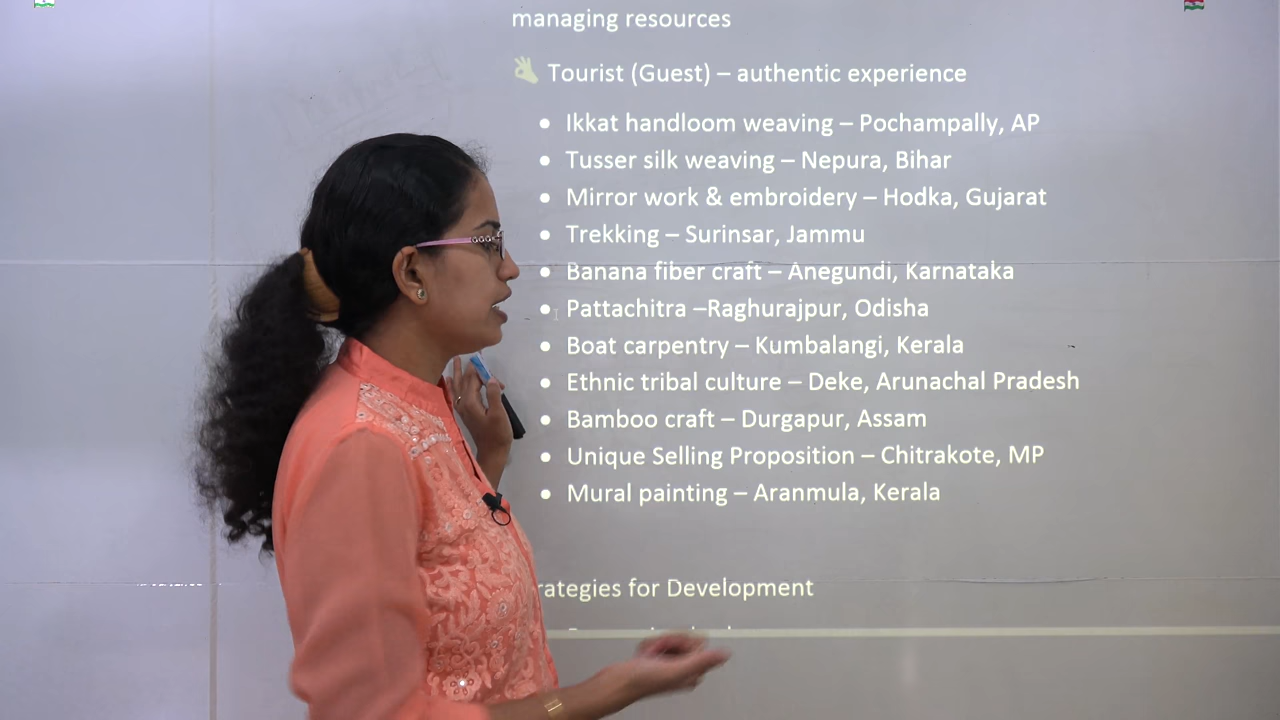 managing resources
Tourist (Guest) – authentic experience
• Ikkat handloom weaving – Pochampally, AP
• Tusser silk weaving – Nepura, Bihar
• Mirror work & embroidery – Hodka, Gujarat
• Trekking – Surinsar, Jammu
• Banana fiber craft – Anegundi, Karnataka
• Pattachitra –Raghurajpur, Odisha
• Boat carpentry – Kumbalangi, Kerala
• Ethnic tribal culture – Deke, Arunachal Pradesh
• Bamboo craft – Durgapur, Assam
• Unique Selling Proposition – Chitrakote, MP
• Mural painting – Aranmula, Kerala
rategies for Development